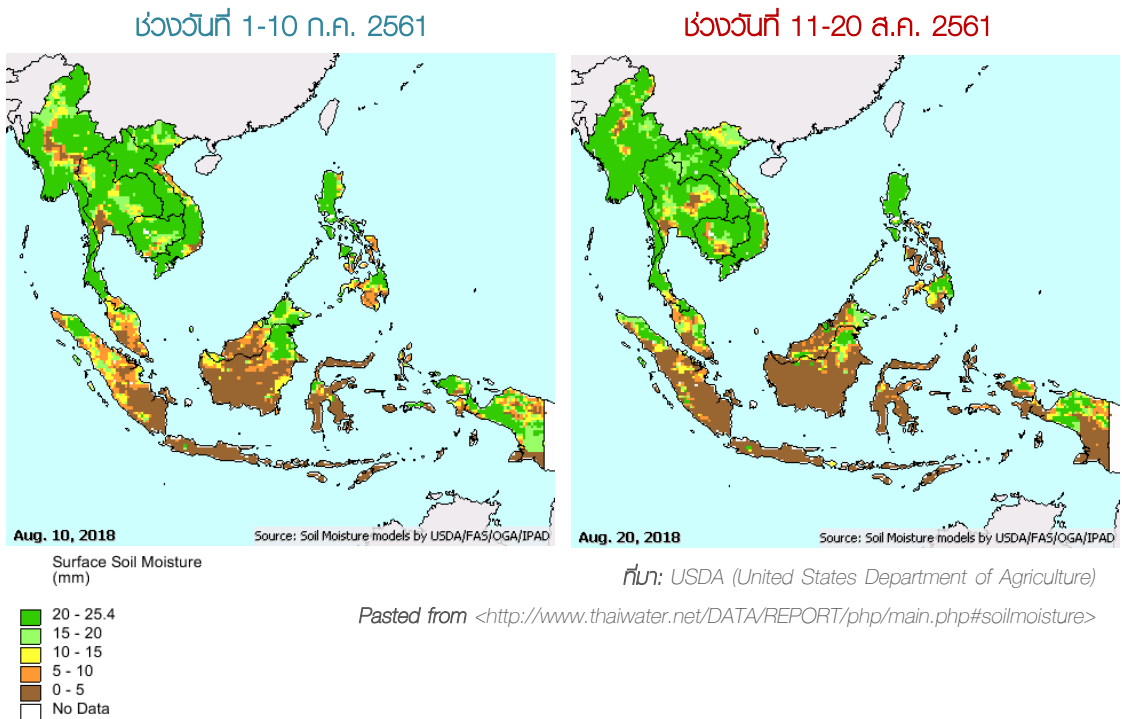 ช่วงวันที่ 1-10 ก.ค. 2561
ช่วงวันที่ 11-20 ส.ค. 2561
Aug. 10, 2018
Source: Soil Moisture models by USDA/FAS/OGA/IPAD
Aug. 20, 2018
Source: Soil Moisture models by USDA/FAS/OGA/IPAD
Surface Soil Moisture
(mm)
20 - 25.4
15 - 20
10 - 15
5 - 10
0 - 5
No Data
ที่มา: USDA (United States Department of Agriculture)
Pasted from <http://www.thaiwater.net/DATA/REPORT/php/main.php#soilmoisture>